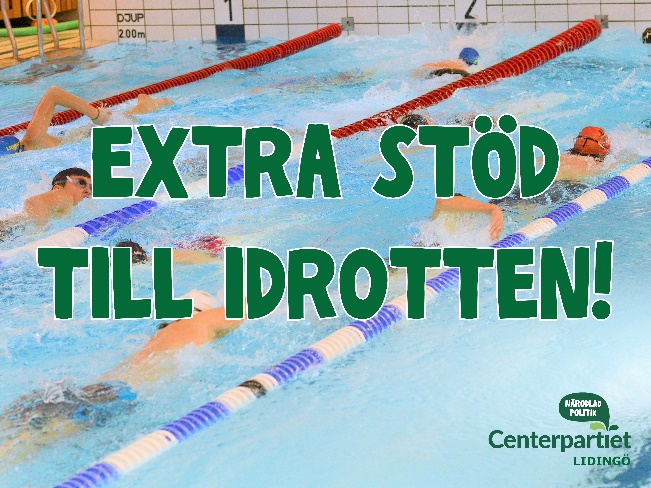 DJUP
2.00m
1
2
EXTRA STÖD
TILL IDROTTEN!
NÄRODLAD
POLITIK
Centerpartiet
LIDINGÖ